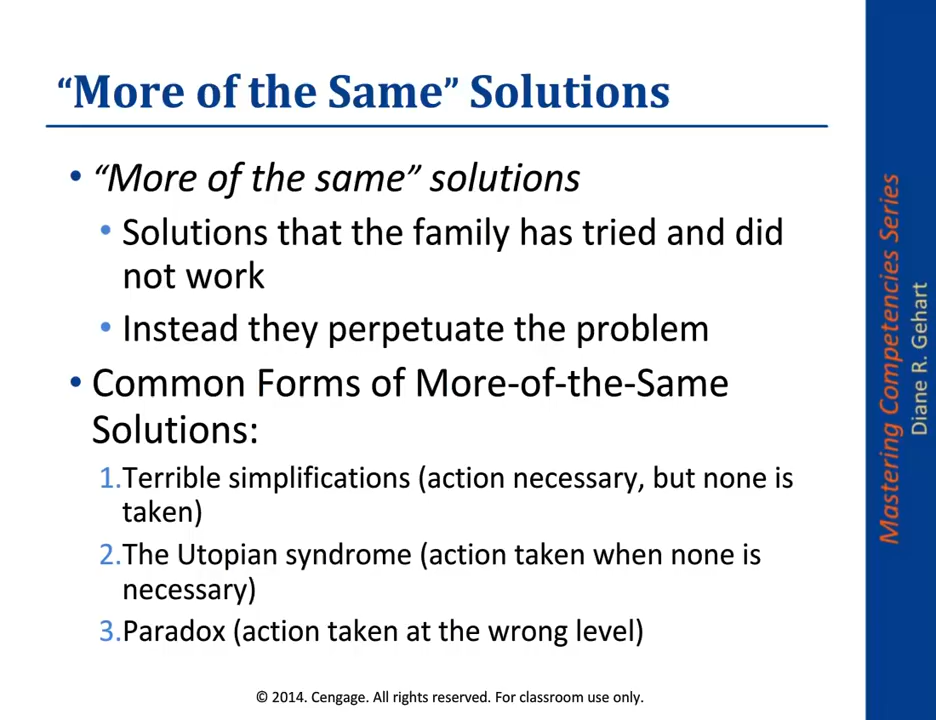 “More of the Same” Solutions
• “More of the same” solutions
• Solutions that the family has tried and did
not work
• Instead they perpetuate the problem
• Common Forms of More-of-the-Same
Solutions:
1.Terrible simplifications (action necessary, but none is
taken)
2.The Utopian syndrome (action taken when none is
necessary)
3.Paradox (action taken at the wrong level)
© 2014. Cengage. All rights reserved. For classroom use only.
Mastering Competencies Series
Diane R. Gehart